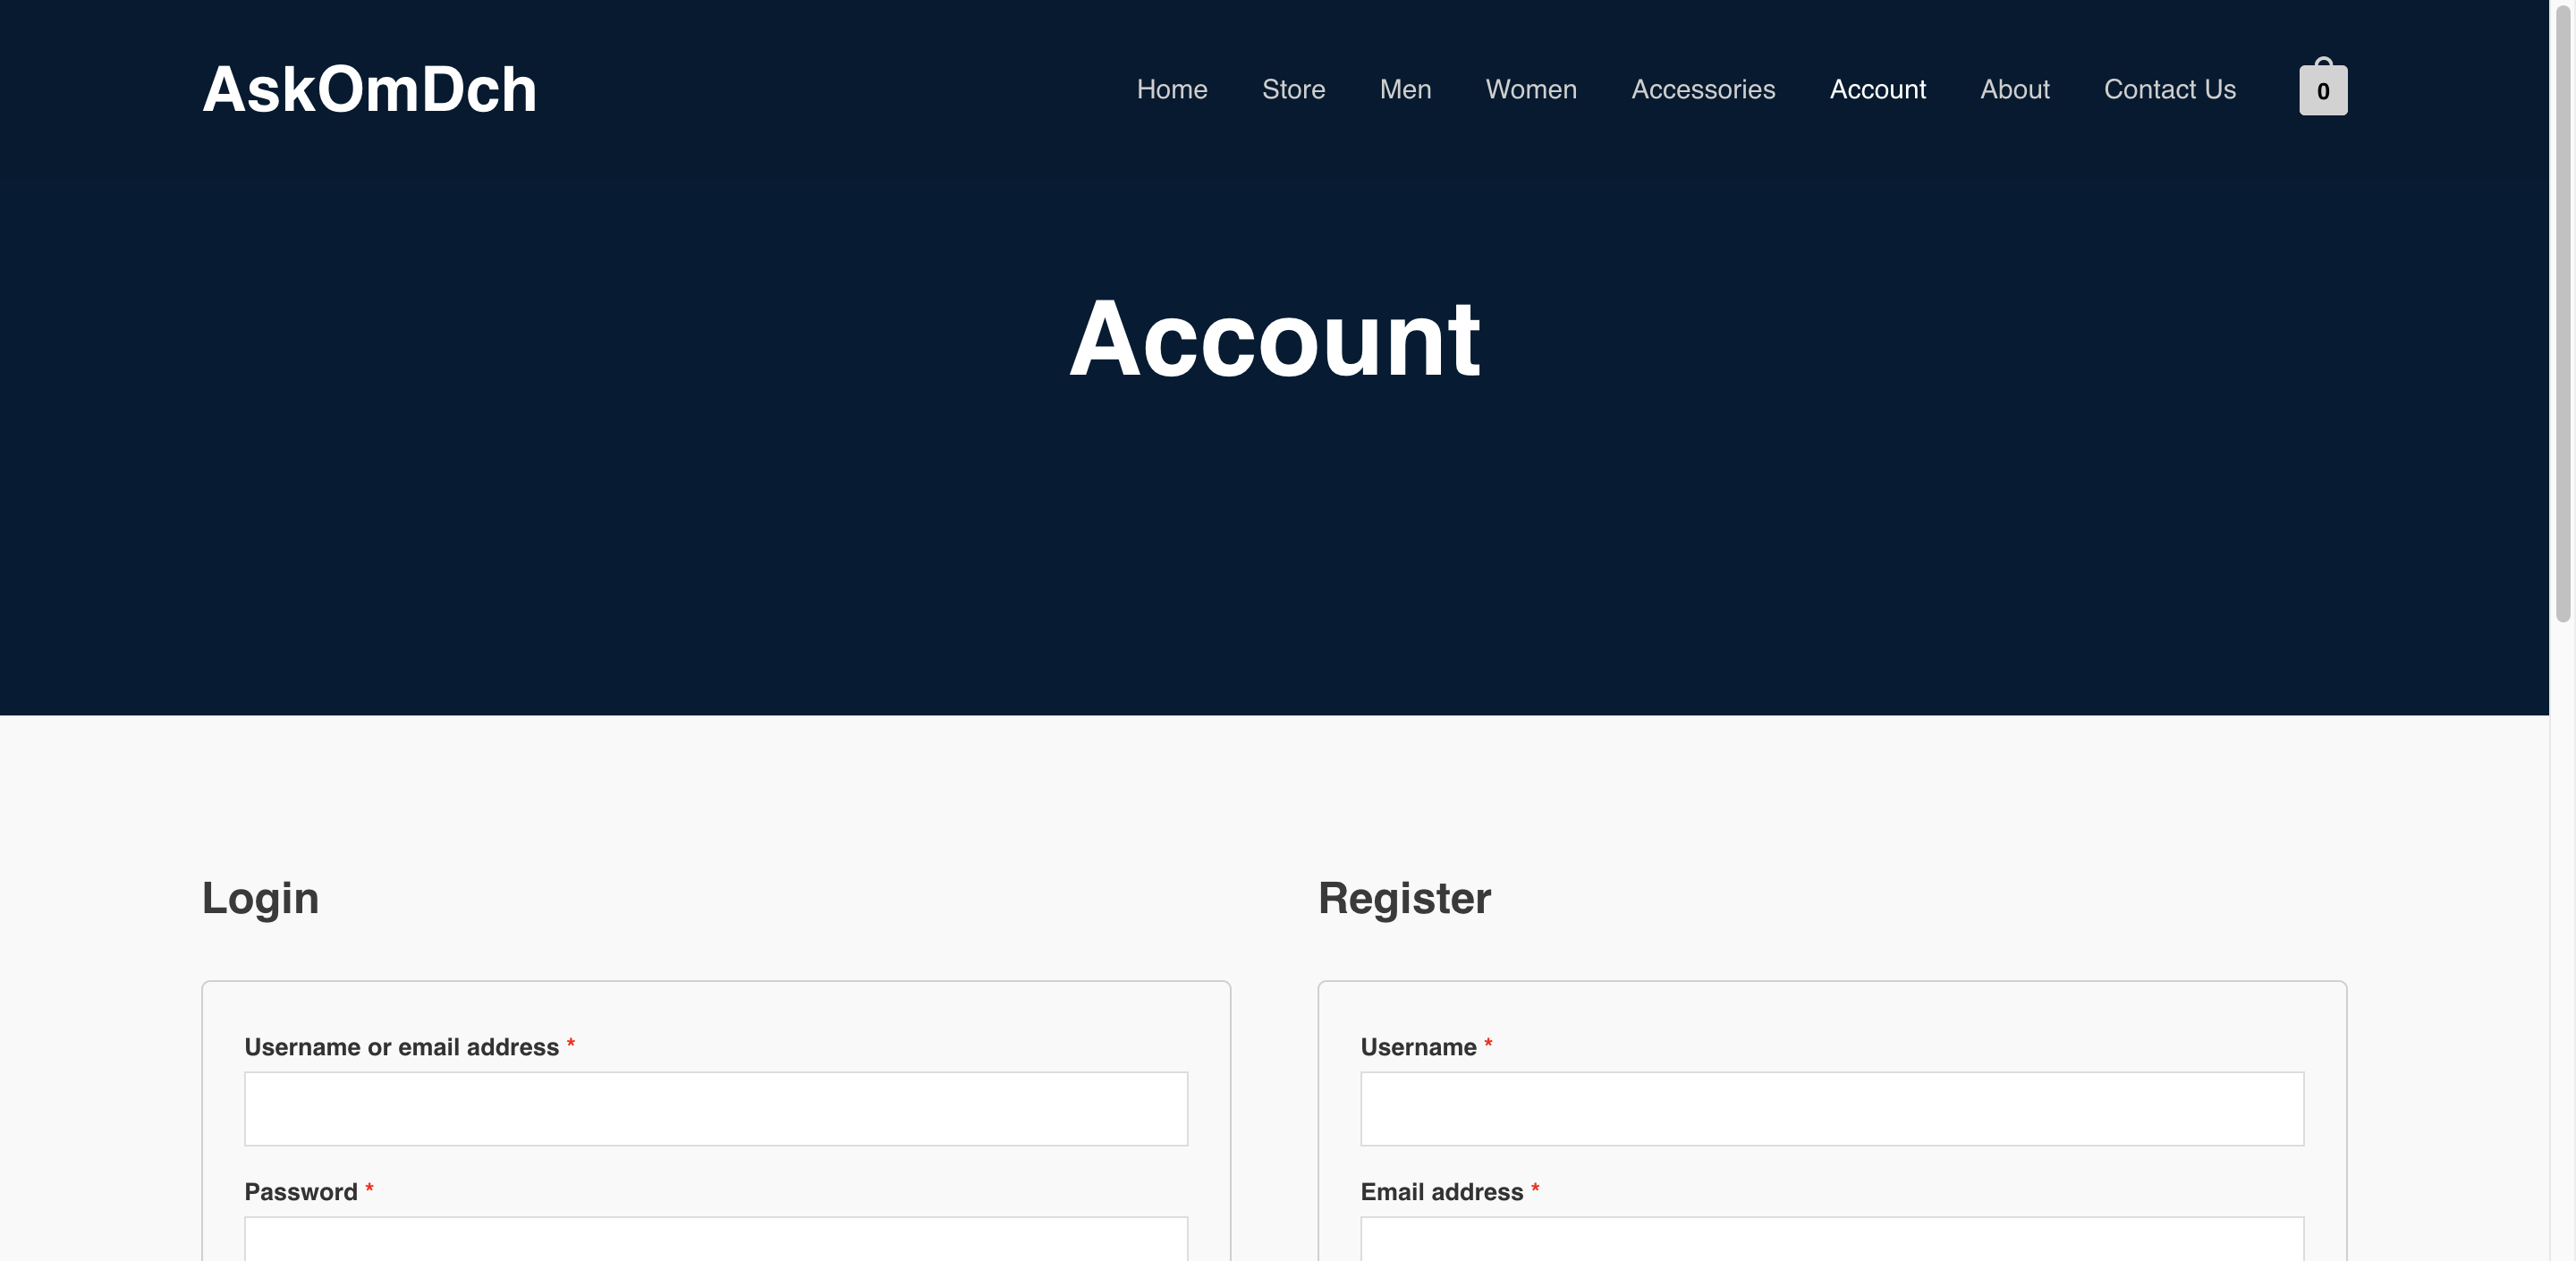 AskOmDch
Home Store Men Women Accessories Account About Contact Us 0
Account
Login
Username or email address *
Password *
Register
Username *
Email address *